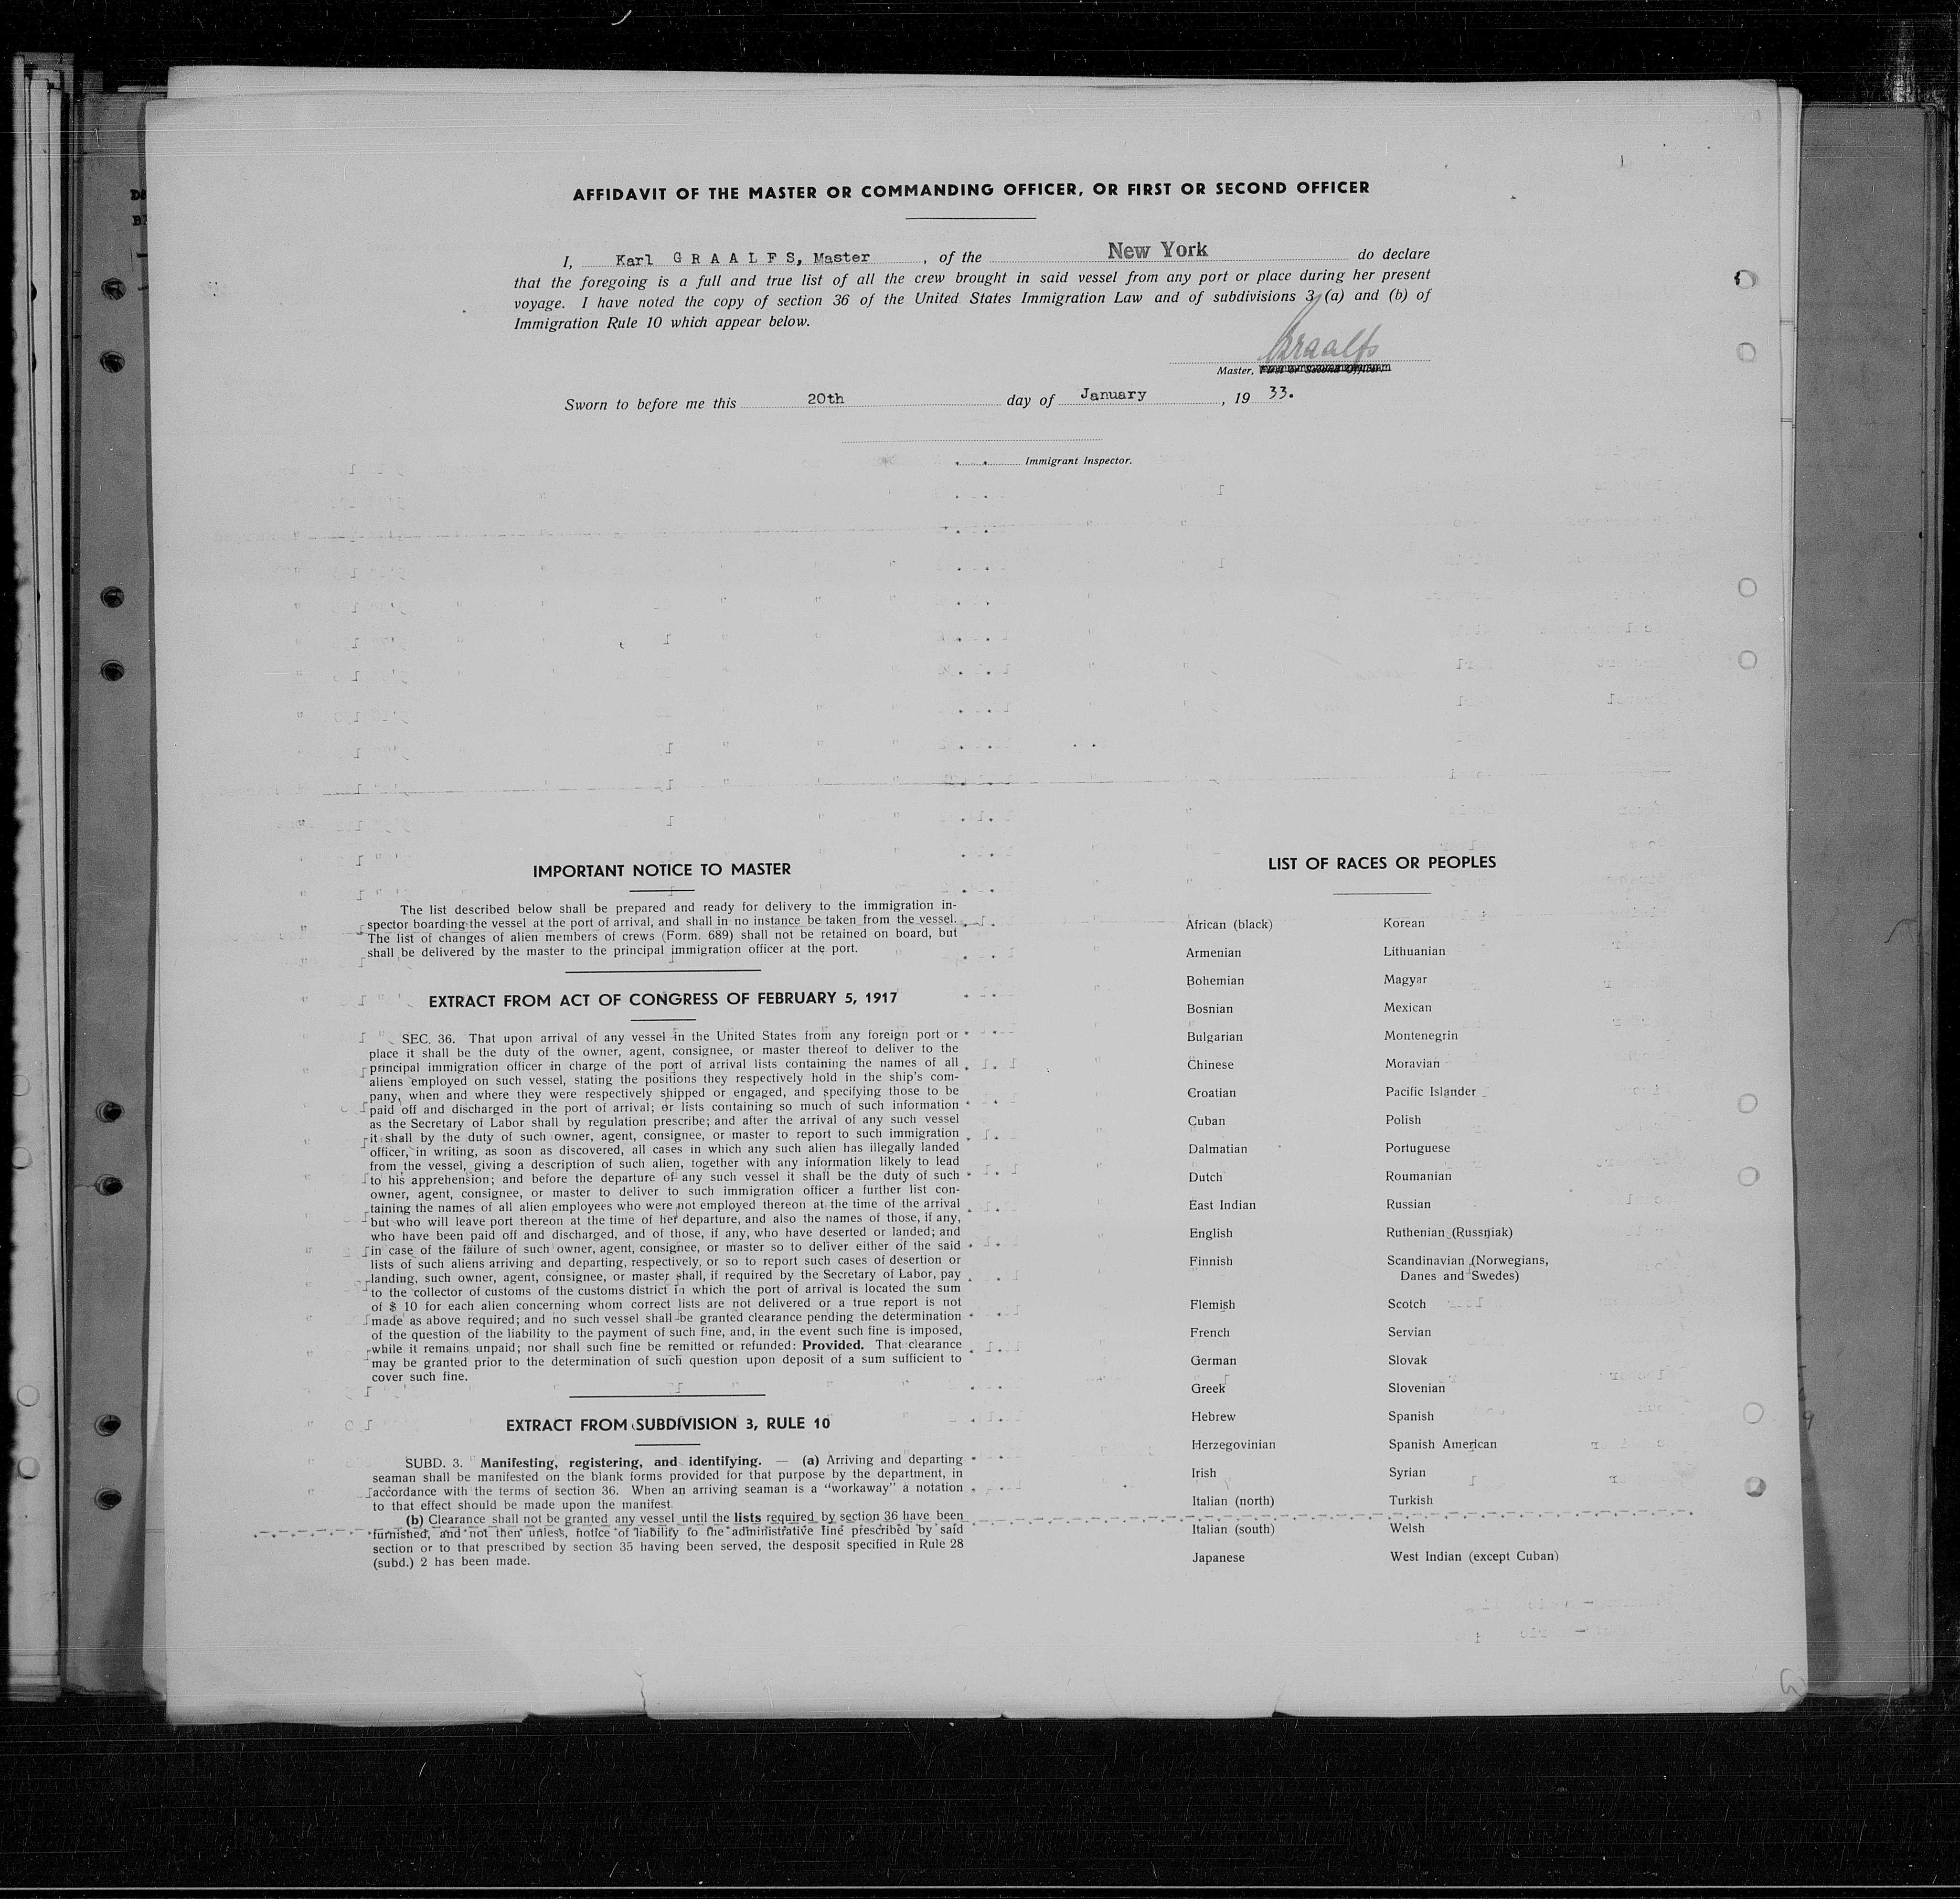 AFFIDAVIT OF THE MASTER OR COMMANDING OFFICER, OR FIRST OR SECOND OFFICER
I, Karl G R A A L F S, Master , of the New York do declare
that the foregoing is a full and true list of all the crew brought in said vessel from any port or place during her present
voyage. I have noted the copy of section 36 of the United States Immigration Law and of subdivisions 3 (a) and (b) of
Immigration Rule 10 which appear below.
Graalfs
Master, First or Second Officer.
Sworn to before me this 20th day of January , 19 33.
Immigrant Inspector.
IMPORTANT NOTICE TO MASTER
The list described below shall be prepared and ready for delivery to the immigration in-
spector boarding the vessel at the port of arrival, and shall in no instance be taken from the vessel.
The list of changes of alien members of crews (Form. 689) shall not be retained on board, but
shall be delivered by the master to the principal immigration officer at the port.
EXTRACT FROM ACT OF CONGRESS OF FEBRUARY 5, 1917
SEC. 36. That upon arrival of any vessel in the United States from any foreign port or
place it shall be the duty of the owner, agent, consignee, or master thereof to deliver to the
principal immigration officer in charge of the port of arrival lists containing the names of all
aliens employed on such vessel, stating the positions they respectively hold in the ship's com-
pany, when and where they were respectively shipped or engaged, and specifying those to be
paid off and discharged in the port of arrival; or lists containing so much of such information
as the Secretary of Labor shall by regulation prescribe; and after the arrival of any such vessel
it shall by the duty of such owner, agent, consignee, or master to report to such immigration
officer, in writing, as soon as discovered, all cases in which any such alien has illegally landed
from the vessel, giving a description of such alien, together with any information likely to lead
to his apprehension; and before the departure of any such vessel it shall be the duty of such
owner, agent, consignee, or master to deliver to such immigration officer a further list con-
taining the names of all alien employees who were not employed thereon at the time of the arrival
but who will leave port thereon at the time of her departure, and also the names of those, if any,
who have been paid off and discharged, and of those, if any, who have deserted or landed; and
in case of the failure of such owner, agent, consignee, or master so to deliver either of the said
lists of such aliens arriving and departing, respectively, or so to report such cases of desertion or
landing, such owner, agent, consignee, or master shall, if required by the Secretary of Labor, pay
to the collector of customs of the customs district in which the port of arrival is located the sum
of $ 10 for each alien concerning whom correct lists are not delivered or a true report is not
made as above required; and no such vessel shall be granted clearance pending the determination
of the question of the liability to the payment of such fine, and, in the event such fine is imposed,
while it remains unpaid; nor shall such fine be remitted or refunded: Provided. That clearance
may be granted prior to the determination of such question upon deposit of a sum sufficient to
cover such fine.
EXTRACT FROM SUBDIVISION 3, RULE 10
SUBD. 3. Manifesting, registering, and identifying. — (a) Arriving and departing
seaman shall be manifested on the blank forms provided for that purpose by the department, in
accordance with the terms of section 36. When an arriving seaman is a "workaway" a notation
to that effect should be made upon the manifest.
(b) Clearance shall not be granted any vessel until the lists required by section 36 have been
furnished, and not then unless, notice of liability to the administrative fine prescribed by said
section or to that prescribed by section 35 having been served, the desposit specified in Rule 28
(subd.) 2 has been made.
LIST OF RACES OR PEOPLES
African (black)
Armenian
Bohemian
Bosnian
Bulgarian
Chinese
Croatian
Cuban
Dalmatian
Dutch
East Indian
English
Finnish
Flemish
French
German
Greek
Hebrew
Herzegovinian
Irish
Italian (north)
Italian (south)
Japanese
Korean
Lithuanian
Magyar
Mexican
Montenegrin
Moravian
Pacific Islander
Polish
Portuguese
Roumanian
Russian
Ruthenian (Russniak)
Scandinavian (Norwegians,
Danes and Swedes)
Scotch
Servian
Slovak
Slovenian
Spanish
Spanish American
Syrian
Turkish
Welsh
West Indian (except Cuban)